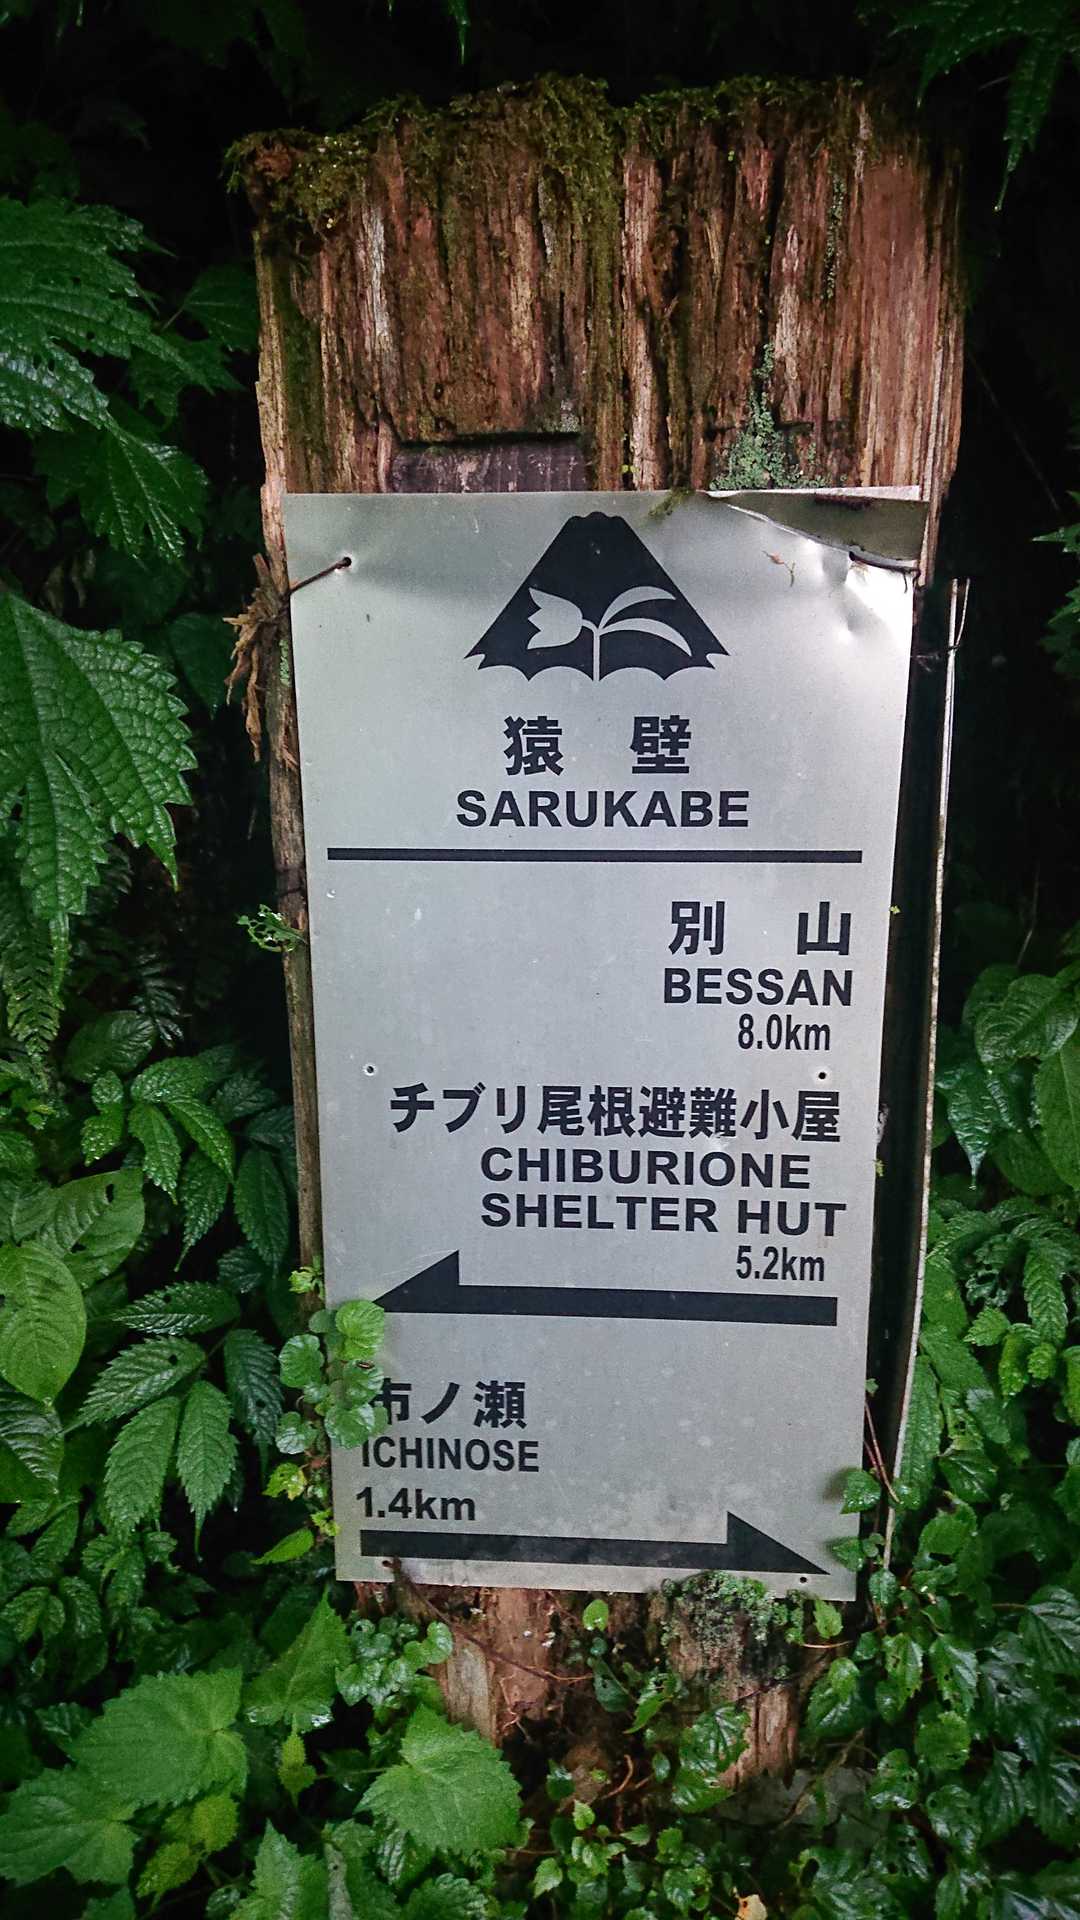 猿 壁
SARUKABE
別 山
BESSAN
8.0km
チブリ尾根避難小屋
CHIBURIONE
SHELTER HUT
5.2km
市ノ瀬
ICHINOSE
1.4km